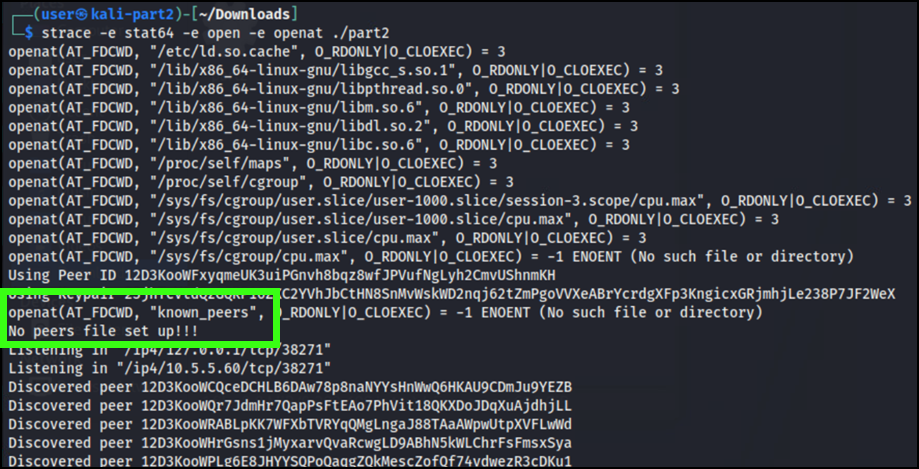 (user㉿kali-part2)-[~/Downloads]
$ strace -e stat64 -e open -e openat ./part2
openat(AT_FDCWD, "/etc/ld.so.cache", O_RDONLY|O_CLOEXEC) = 3
openat(AT_FDCWD, "/lib/x86_64-linux-gnu/libgcc_s.so.1", O_RDONLY|O_CLOEXEC) = 3
openat(AT_FDCWD, "/lib/x86_64-linux-gnu/libpthread.so.0", O_RDONLY|O_CLOEXEC) = 3
openat(AT_FDCWD, "/lib/x86_64-linux-gnu/libm.so.6", O_RDONLY|O_CLOEXEC) = 3
openat(AT_FDCWD, "/lib/x86_64-linux-gnu/libdl.so.2", O_RDONLY|O_CLOEXEC) = 3
openat(AT_FDCWD, "/lib/x86_64-linux-gnu/libc.so.6", O_RDONLY|O_CLOEXEC) = 3
openat(AT_FDCWD, "/proc/self/maps", O_RDONLY|O_CLOEXEC) = 3
openat(AT_FDCWD, "/proc/self/cgroup", O_RDONLY|O_CLOEXEC) = 3
openat(AT_FDCWD, "/sys/fs/cgroup/user.slice/user-1000.slice/session-3.scope/cpu.max", O_RDONLY|O_CLOEXEC) = 3
openat(AT_FDCWD, "/sys/fs/cgroup/user.slice/user-1000.slice/cpu.max", O_RDONLY|O_CLOEXEC) = 3
openat(AT_FDCWD, "/sys/fs/cgroup/user.slice/cpu.max", O_RDONLY|O_CLOEXEC) = 3
openat(AT_FDCWD, "/sys/fs/cgroup/cpu.max", O_RDONLY|O_CLOEXEC) = -1 ENOENT (No such file or directory)
Using Peer ID 12D3KooWFxyqmeUK3uiPGnvh8bqz8wfJPVufNgLyh2CmvUShnmKH
Using Keypair
openat(AT_FDCWD, "known_peers", O_RDONLY|O_CLOEXEC) = -1 ENOENT (No such file or directory)
No peers file set up!!!
Listening in "/ip4/127.0.0.1/tcp/38271"
Listening in "/ip4/10.5.5.60/tcp/38271"
Discovered peer 12D3KooWCQceDCHLB6DAw78p8naNYYsHnWwQ6HKAU9CDmJu9YEZB
Discovered peer 12D3KooWQr7JdmHr7QapPsFtEAo7PhVit18QKXDoJDqXuAjdhjLL
Discovered peer 12D3KooWRABLpKK7WFXbTVRYqQMgLngaJ88TAaAWpwUtpXVFLwWd
Discovered peer 12D3KooWHrGsns1jMyxarvQvaRcwgLD9ABhN5kWLChrFsFmsxSya
Discovered peer 12D3KooWPLg6E8JHYYSQPoQaqgZQkMescZofQf74vdwezR3cDKu1